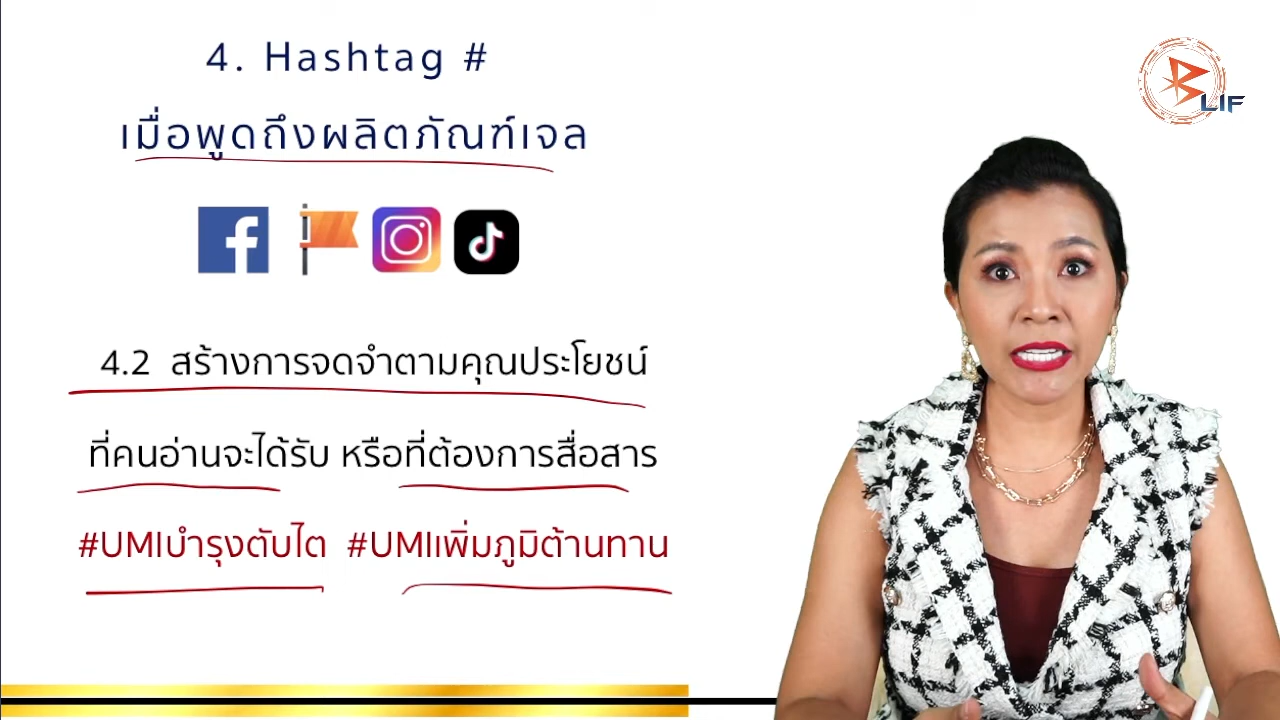 4. Hashtag #
เมื่อพูดถึงผลิตภัณฑ์เจล
4.2 สร้างการจดจำตามคุณประโยชน์
ที่คนอ่านจะได้รับ หรือที่ต้องการสื่อสาร
#UMIบำรุงตับไต #UMIเพิ่มภูมิต้านทาน
B LIF